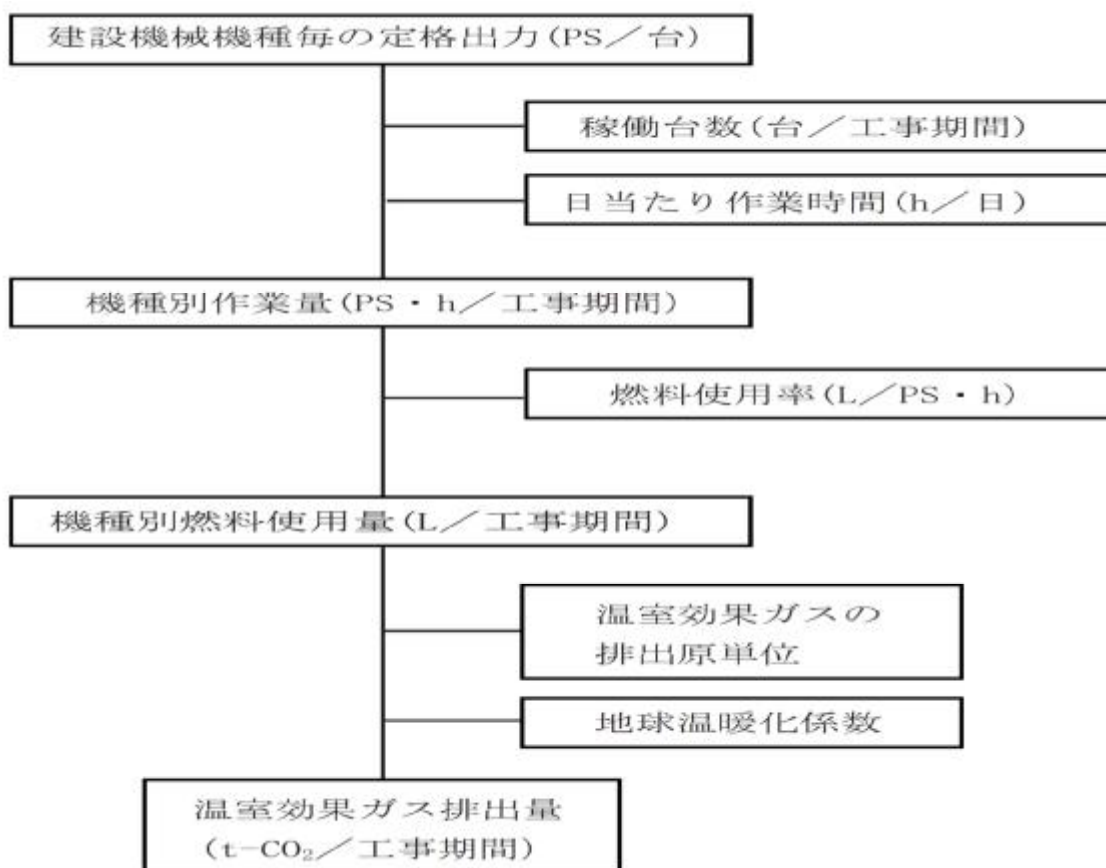 建設機械機種毎の定格出力(PS／台)
稼働台数(台／工事期間)
日当たり作業時間(h／日)
機種別作業量(PS・h／工事期間)
燃料使用率(L／PS・h)
機種別燃料使用量(L／工事期間)
温室効果ガスの
排出原単位
地球温暖化係数
温室効果ガス排出量
(t-CO₂／工事期間)